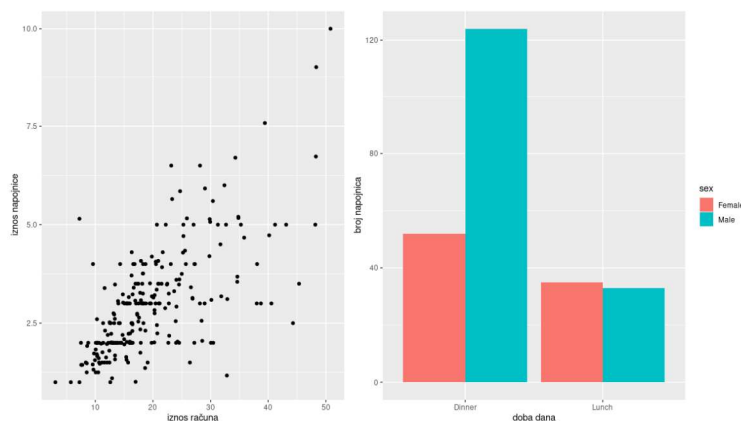 10.0
7.5
5.0
2.5
iznos napojnice
10
20
30
40
50
iznos računa
120
80
40
0
broj napojnica
Dinner
Lunch
doba dana
sex
Female
Male